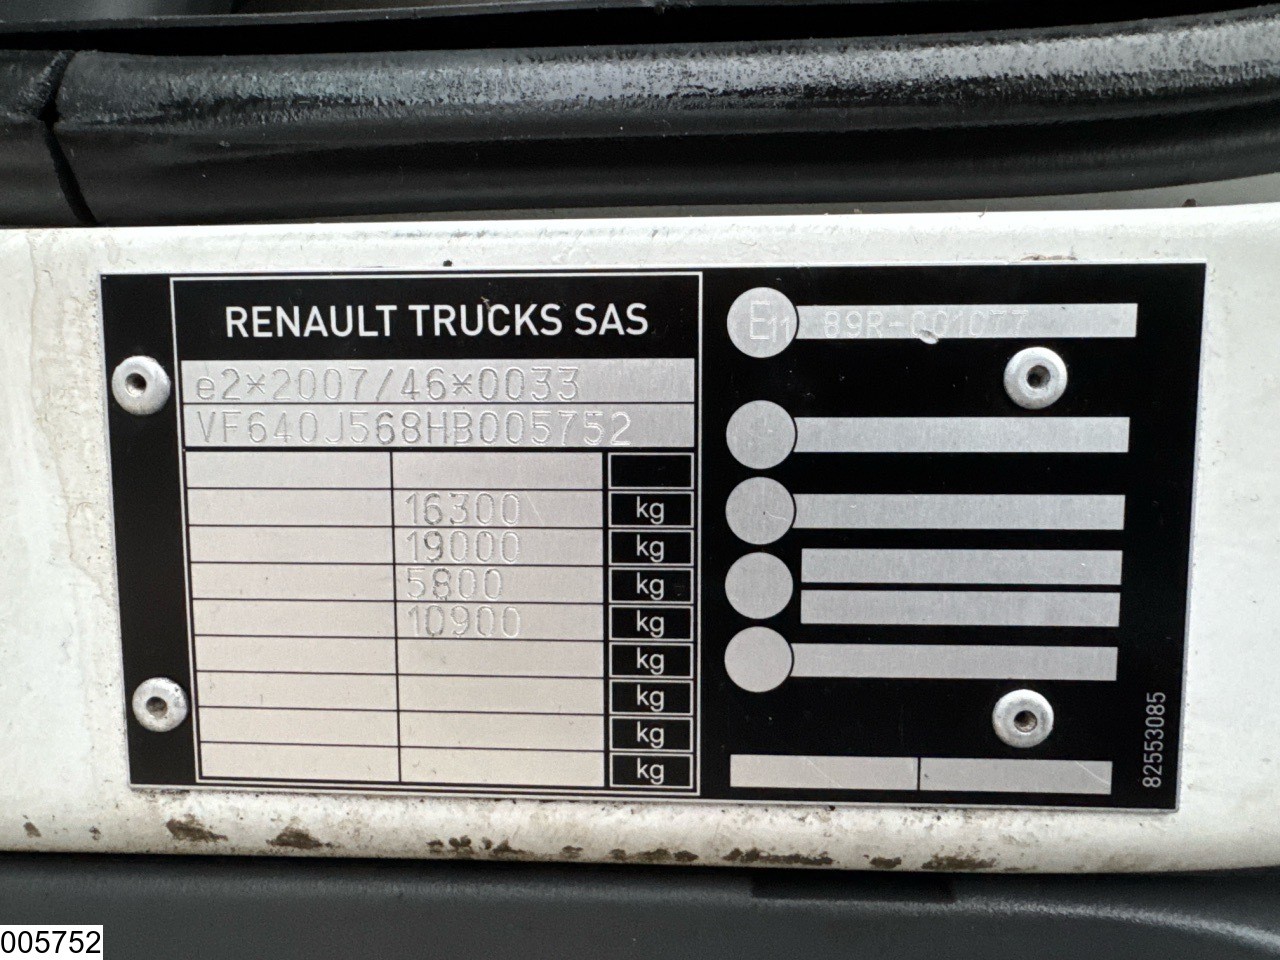 RENAULT TRUCKS SAS
e2*2007/46*0033
VF640J568HB005752
16300 kg
19000 kg
5800 kg
10900 kg
kg
kg
kg
kg
E11 89R-001077
82553085
005752